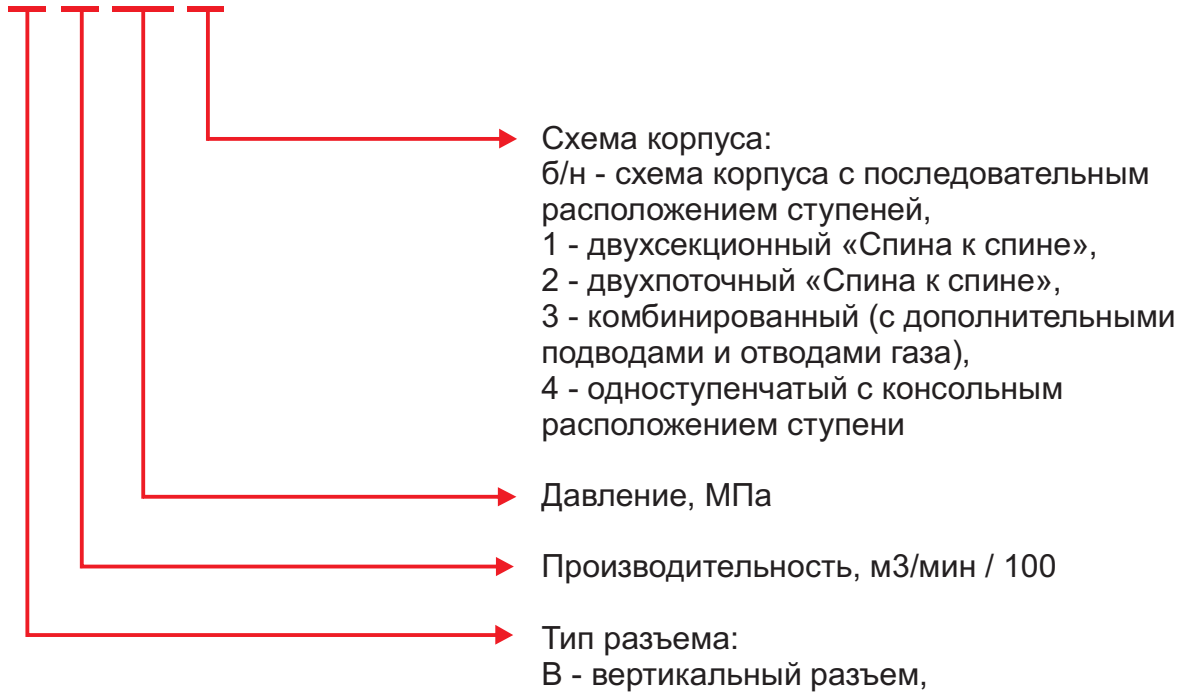 Схема корпуса:
б/н - схема корпуса с последовательным
расположением ступеней,
1 - двухсекционный «Спина к спине»,
2 - двухпоточный «Спина к спине»,
3 - комбинированный (с дополнительными
подводами и отводами газа),
4 - одноступенчатый с консольным
расположением ступени
Давление, МПа
Производительность, м3/мин / 100
Тип разъема:
В - вертикальный разъем,